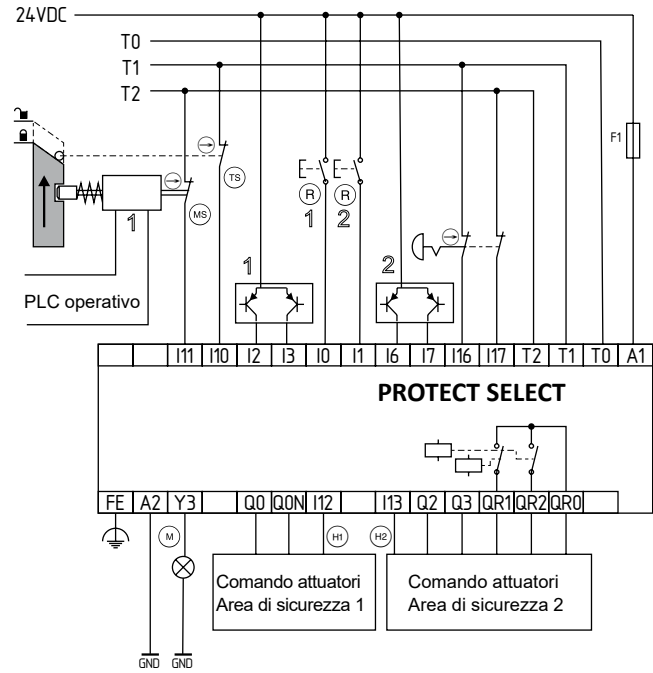 24VDC
T0
T1
T2
F1
TS
MS
1
R
R
1
2
1
2
PLC operativo
I11 I10 I2 I3 I0 I1 I6 I7 I16 I17 T2 T1 T0 A1
PROTECT SELECT
FE A2 Y3 Q0 Q0N I12 I13 Q2 Q3 QR1 QR2 QR0
M
H1
H2
Comando attuatori
Area di sicurezza 1
Comando attuatori
Area di sicurezza 2
GND GND